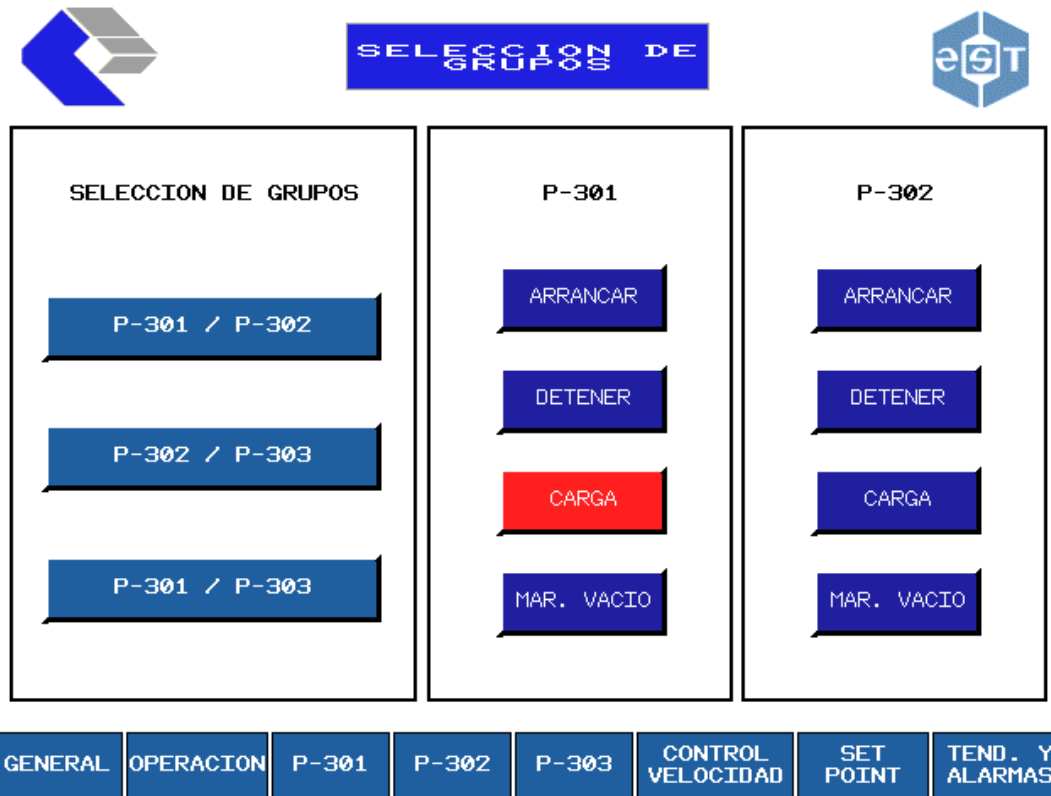 SELECCION DE
GRUPOS
eST
SELECCION DE GRUPOS
P-301 / P-302
P-302 / P-303
P-301 / P-303
P-301
ARRANCAR
DETENER
CARGA
MAR. VACIO
P-302
ARRANCAR
DETENER
CARGA
MAR. VACIO
GENERAL
OPERACION
P-301
P-302
P-303
CONTROL
VELOCIDAD
SET
POINT
TEND. Y
ALARMAS